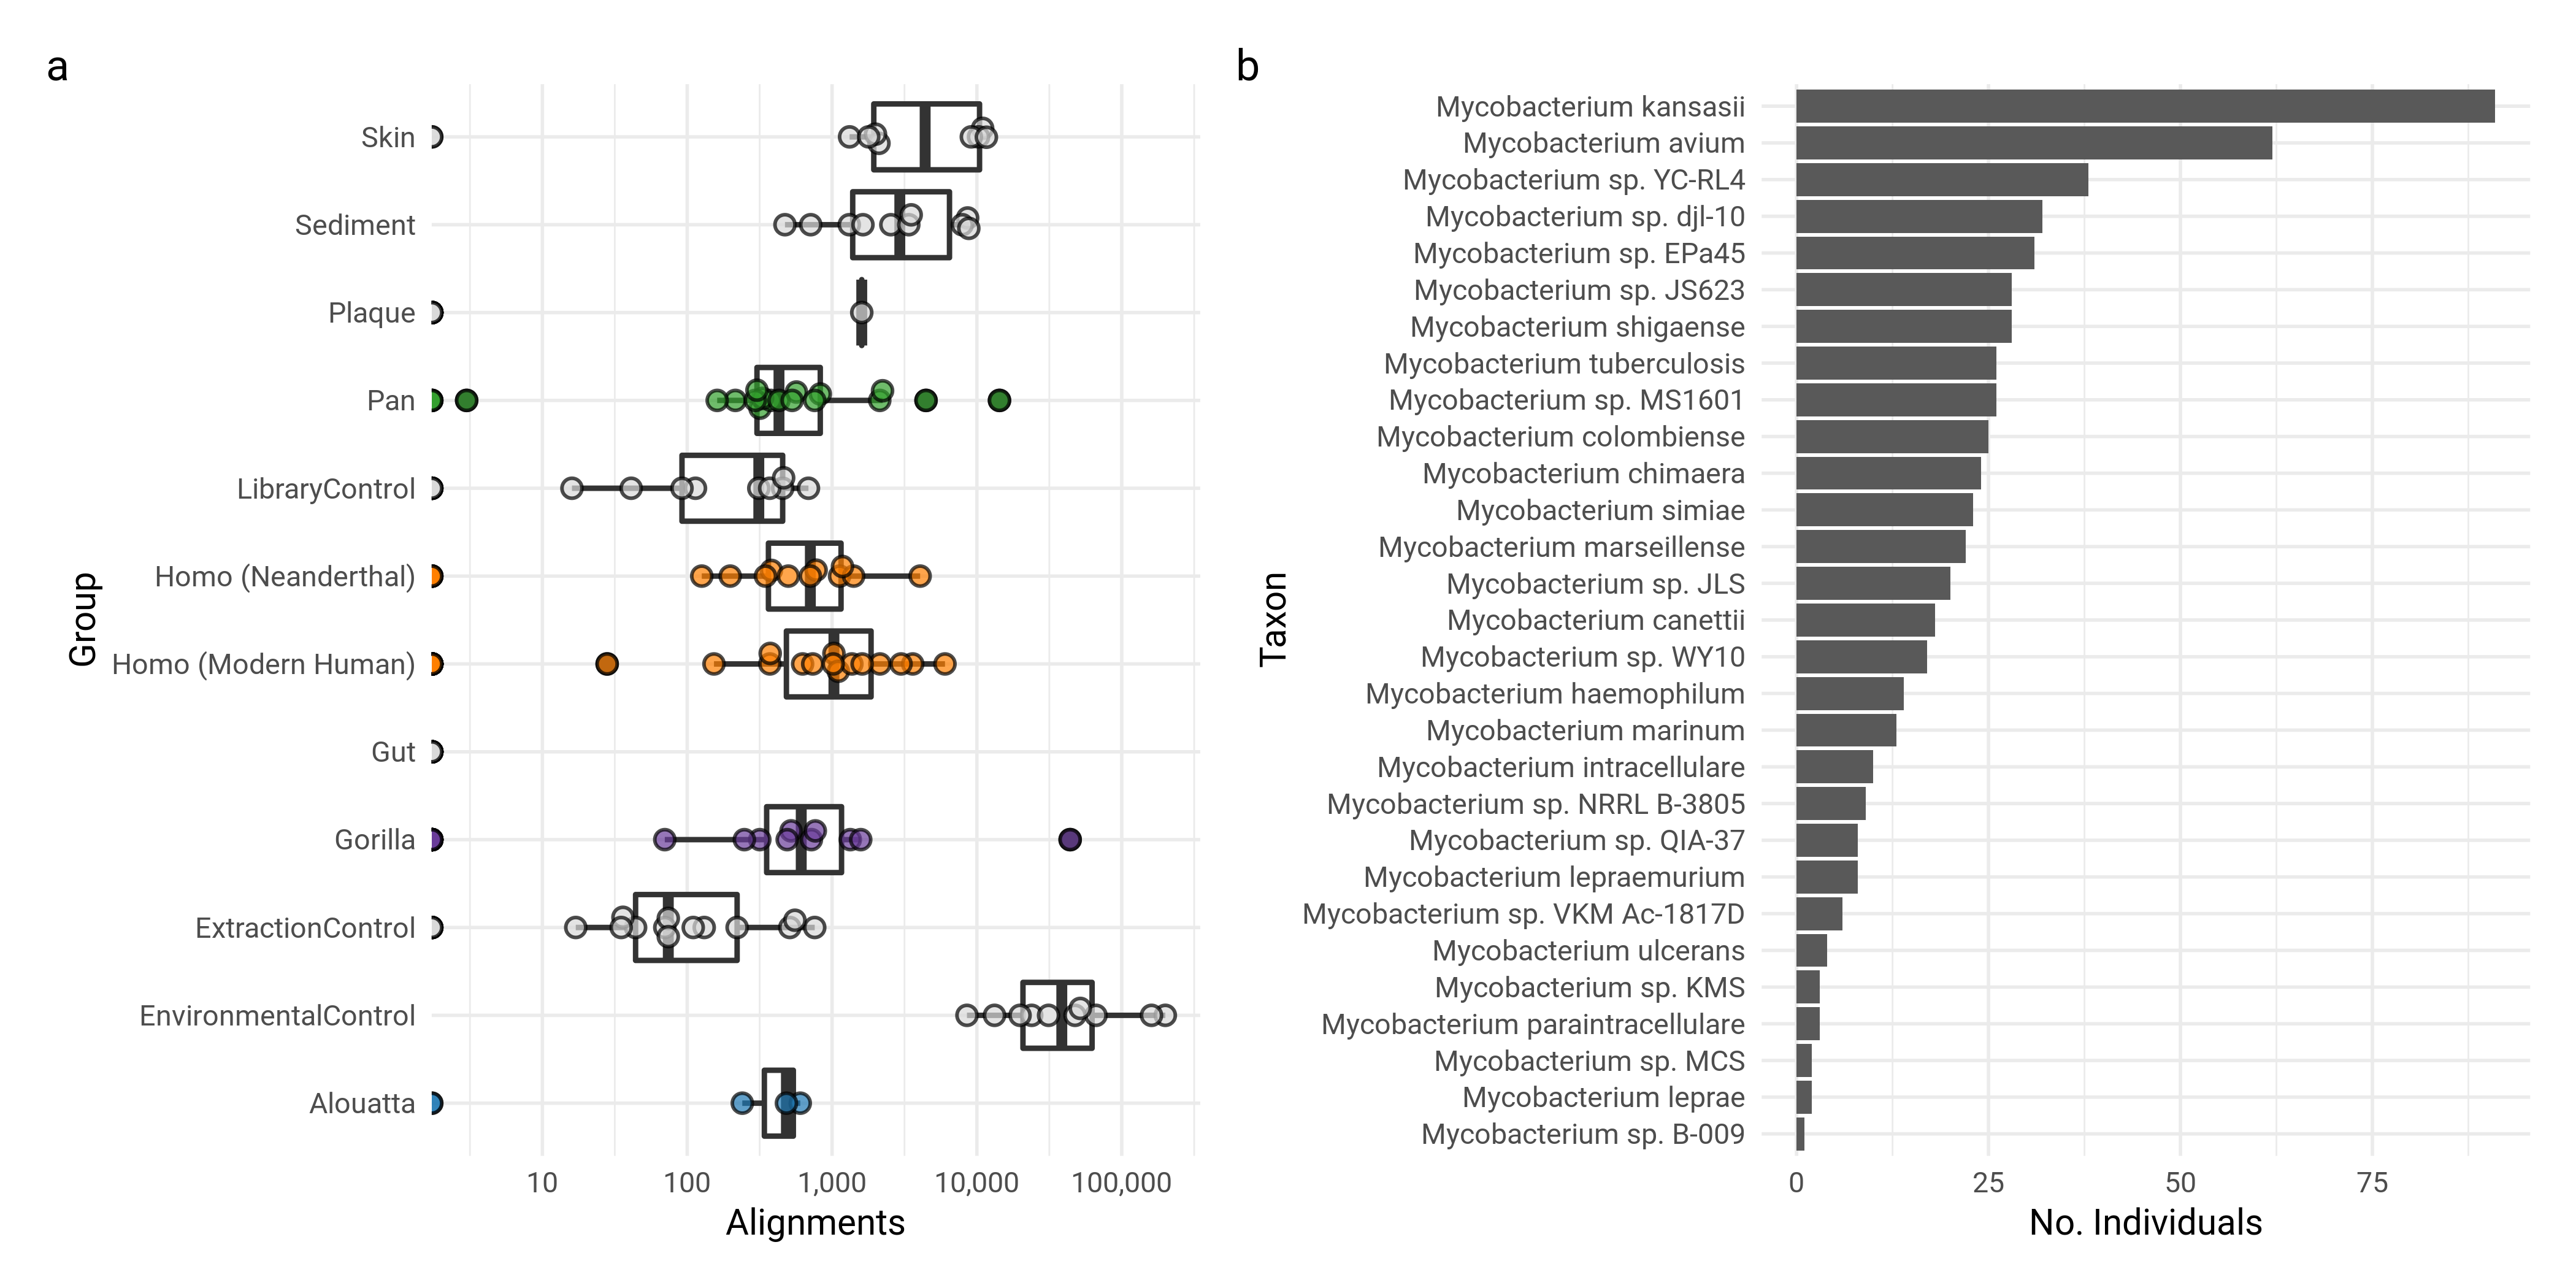 a
Skin
Sediment
Plaque
Pan
LibraryControl
Homo (Neanderthal)
Homo (Modern Human)
Gut
Gorilla
ExtractionControl
EnvironmentalControl
Alouatta
Group
10
100
1,000
10,000
100,000
Alignments
b
Mycobacterium kansasii
Mycobacterium avium
Mycobacterium sp. YC-RL4
Mycobacterium sp. djl-10
Mycobacterium sp. EPa45
Mycobacterium sp. JS623
Mycobacterium shigaense
Mycobacterium tuberculosis
Mycobacterium sp. MS1601
Mycobacterium colombiense
Mycobacterium chimaera
Mycobacterium simiae
Mycobacterium marseillense
Mycobacterium sp. JLS
Mycobacterium canettii
Mycobacterium sp. WY10
Mycobacterium haemophilum
Mycobacterium marinum
Mycobacterium intracellulare
Mycobacterium sp. NRRL B-3805
Mycobacterium sp. QIA-37
Mycobacterium lepraemurium
Mycobacterium sp. VKM Ac-1817D
Mycobacterium ulcerans
Mycobacterium sp. KMS
Mycobacterium paraintracellulare
Mycobacterium sp. MCS
Mycobacterium leprae
Mycobacterium sp. B-009
Taxon
0
25
50
75
No. Individuals